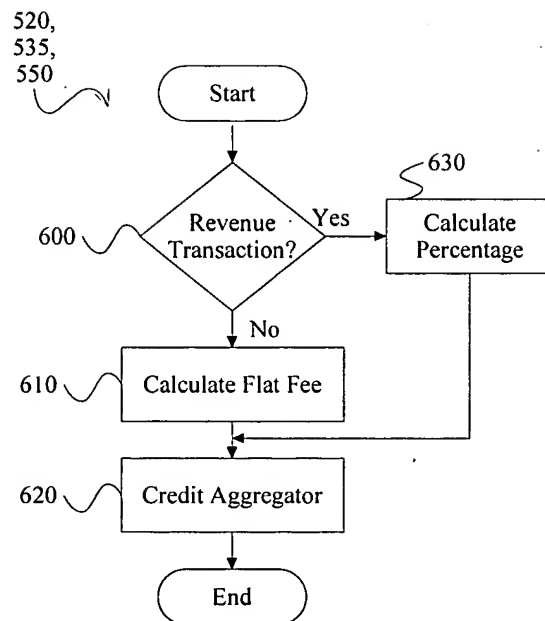 520,
535,
550
Start
630
Revenue
Transaction?
Yes
Calculate
Percentage
600
No
610
Calculate Flat Fee
620
Credit Aggregator
End